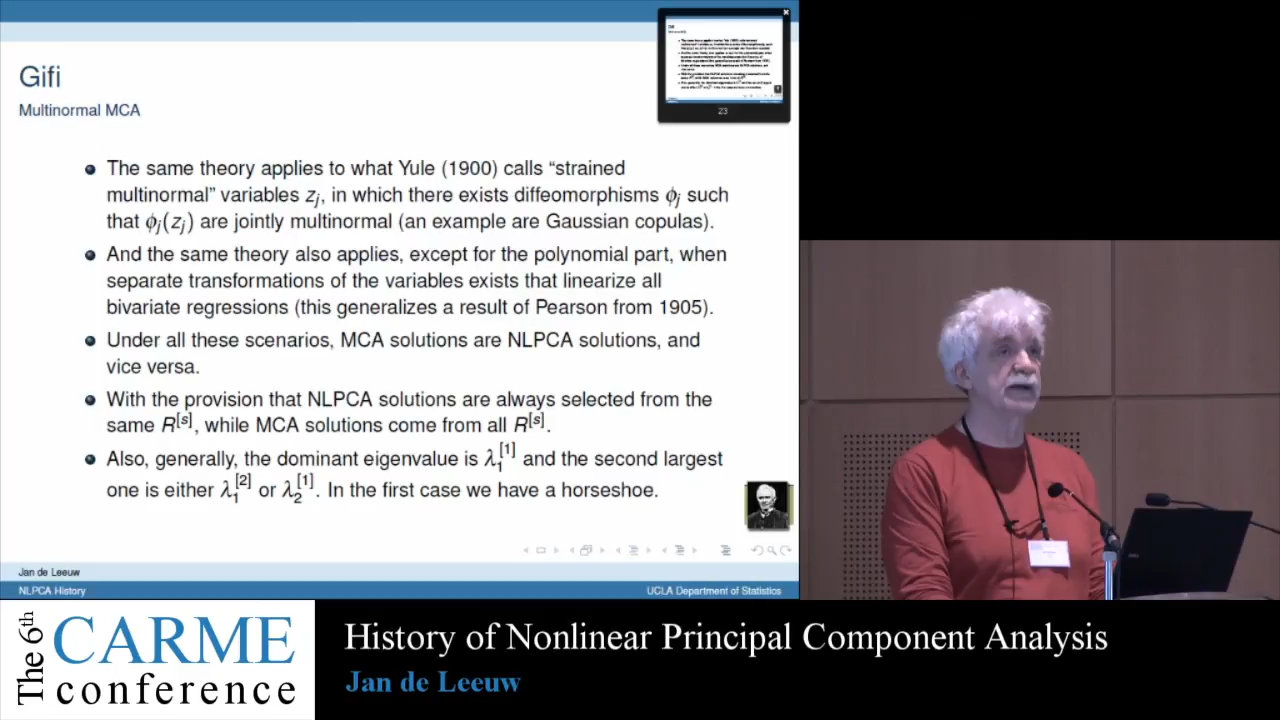 Gifi
Multinormal MCA
23
The same theory applies to what Yule (1900) calls “strained
multinormal” variables zj, in which there exists diffeomorphisms ϕj such
that ϕj(zj) are jointly multinormal (an example are Gaussian copulas).
And the same theory also applies, except for the polynomial part, when
separate transformations of the variables exists that linearize all
bivariate regressions (this generalizes a result of Pearson from 1905).
Under all these scenarios, MCA solutions are NLPCA solutions, and
vice versa.
With the provision that NLPCA solutions are always selected from the
same R[s], while MCA solutions come from all R[s].
Also, generally, the dominant eigenvalue is λ1[1] and the second largest
one is either λ1[2] or λ2[1]. In the first case we have a horseshoe.
Jan de Leeuw
NLPCA History
UCLA Department of Statistics
The 6th
CARME
conference
History of Nonlinear Principal Component Analysis
Jan de Leeuw